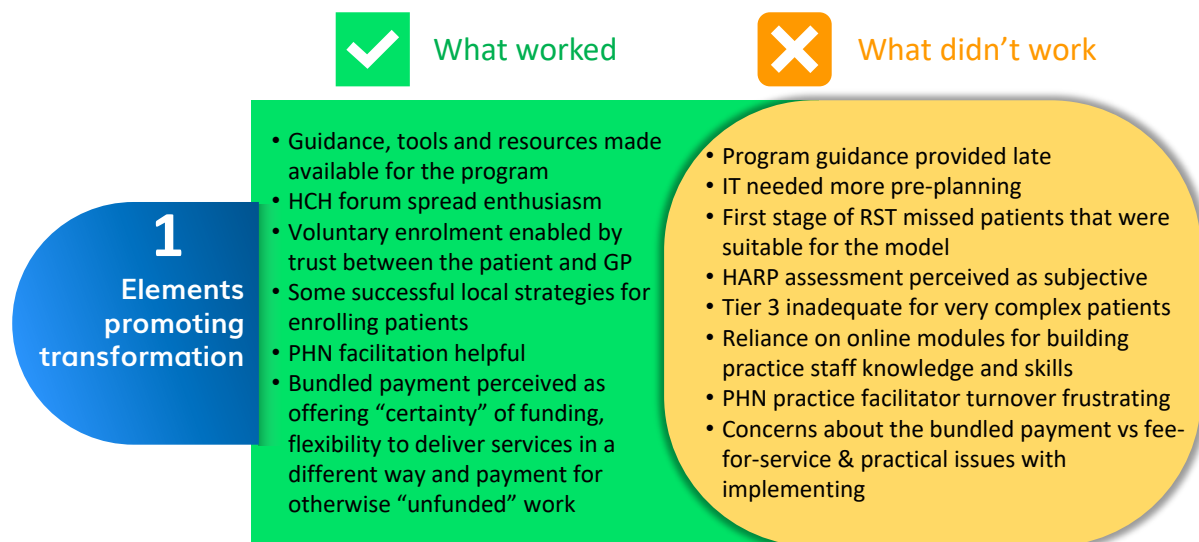 What worked
What didn’t work
1
Elements
promoting
transformation
• Guidance, tools and resources made
available for the program
• HCH forum spread enthusiasm
• Voluntary enrolment enabled by
trust between the patient and GP
• Some successful local strategies for
enrolling patients
• PHN facilitation helpful
• Bundled payment perceived as
offering “certainty” of funding,
flexibility to deliver services in a
different way and payment for
otherwise “unfunded” work
• Program guidance provided late
• IT needed more pre-planning
• First stage of RST missed patients that were
suitable for the model
• HARP assessment perceived as subjective
• Tier 3 inadequate for very complex patients
• Reliance on online modules for building
practice staff knowledge and skills
• PHN practice facilitator turnover frustrating
• Concerns about the bundled payment vs fee-
for-service & practical issues with
implementing